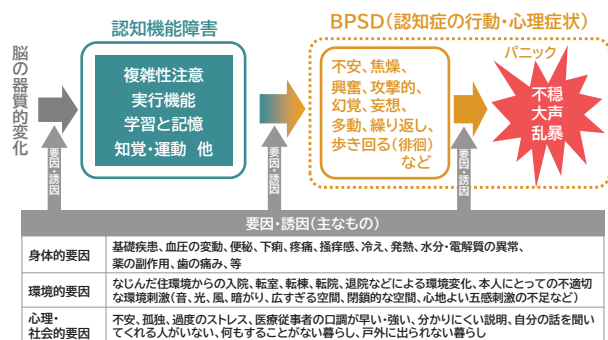 認知機能障害
BPSD(認知症の行動・心理症状)
脳の器質的変化
複雑性注意
実行機能
学習と記憶
知覚・運動 他
不安、焦燥、
興奮、攻撃的、
幻覚、妄想、
多動、繰り返し、
歩き回る(徘徊)
など
パニック
不穏
大声
乱暴
要因・誘因
要因・誘因
要因・誘因
要因・誘因(主なもの)
身体的要因
基礎疾患、血圧の変動、便秘、下痢、疼痛、掻痒感、冷え、発熱、水分・電解質の異常、
薬の副作用、歯の痛み、等
環境的要因
なじんだ住環境からの入院、転室、転棟、転院、退院などによる環境変化、本人にとっての不適切
な環境刺激(音、光、風、暗がり、広すぎる空間、閉鎖的な空間、心地よい五感刺激の不足など)
心理・
社会的要因
不安、孤独、過度のストレス、医療従事者の口調が早い・強い、分かりにくい説明、自分の話を聞い
てくれる人がいない、何もすることがない暮らし、戸外に出られない暮らし